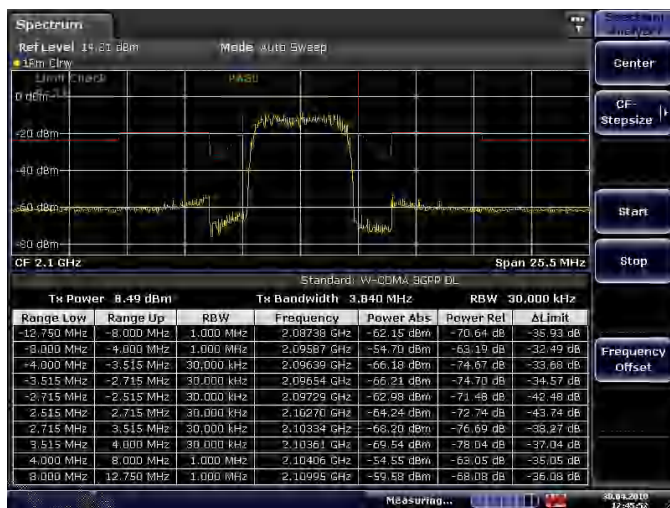 Spectrum
Spectrum Analyzer
Ref Level 14.21 dBm Mode Auto Sweep
1Rm Clrw
Limit Check PASS
Center
0 dBm
CF-Stepsize
-20 dBm
-40 dBm
-60 dBm
Start
-80 dBm
CF 2.1 GHz Span 25.5 MHz
Stop
Standard: W-CDMA 3GPP DL
Tx Power 8.49 dBm Tx Bandwidth 3.840 MHz RBW 30.000 kHz
Range Low Range Up RBW Frequency Power Abs Power Rel ΔLimit
-12.750 MHz -8.000 MHz 1.000 MHz 2.08738 GHz -62.15 dBm -70.64 dB -35.93 dB
-8.000 MHz -4.000 MHz 1.000 MHz 2.09587 GHz -54.70 dBm -63.19 dB -32.49 dB
-4.000 MHz -3.515 MHz 30.000 kHz 2.09639 GHz -66.18 dBm -74.67 dB -33.68 dB
-3.515 MHz -2.715 MHz 30.000 kHz 2.09654 GHz -66.21 dBm -74.70 dB -34.57 dB
-2.715 MHz -2.515 MHz 30.000 kHz 2.09729 GHz -62.98 dBm -71.48 dB -42.48 dB
2.515 MHz 2.715 MHz 30.000 kHz 2.10270 GHz -64.24 dBm -72.74 dB -43.74 dB
2.715 MHz 3.515 MHz 30.000 kHz 2.10334 GHz -68.20 dBm -76.69 dB -38.27 dB
3.515 MHz 4.000 MHz 30.000 kHz 2.10361 GHz -69.54 dBm -78.04 dB -37.04 dB
4.000 MHz 8.000 MHz 1.000 MHz 2.10406 GHz -54.55 dBm -63.05 dB -35.05 dB
8.000 MHz 12.750 MHz 1.000 MHz 2.10995 GHz -59.58 dBm -68.08 dB -36.08 dB
Frequency Offset
Measuring...
30.04.2010
12:45:52